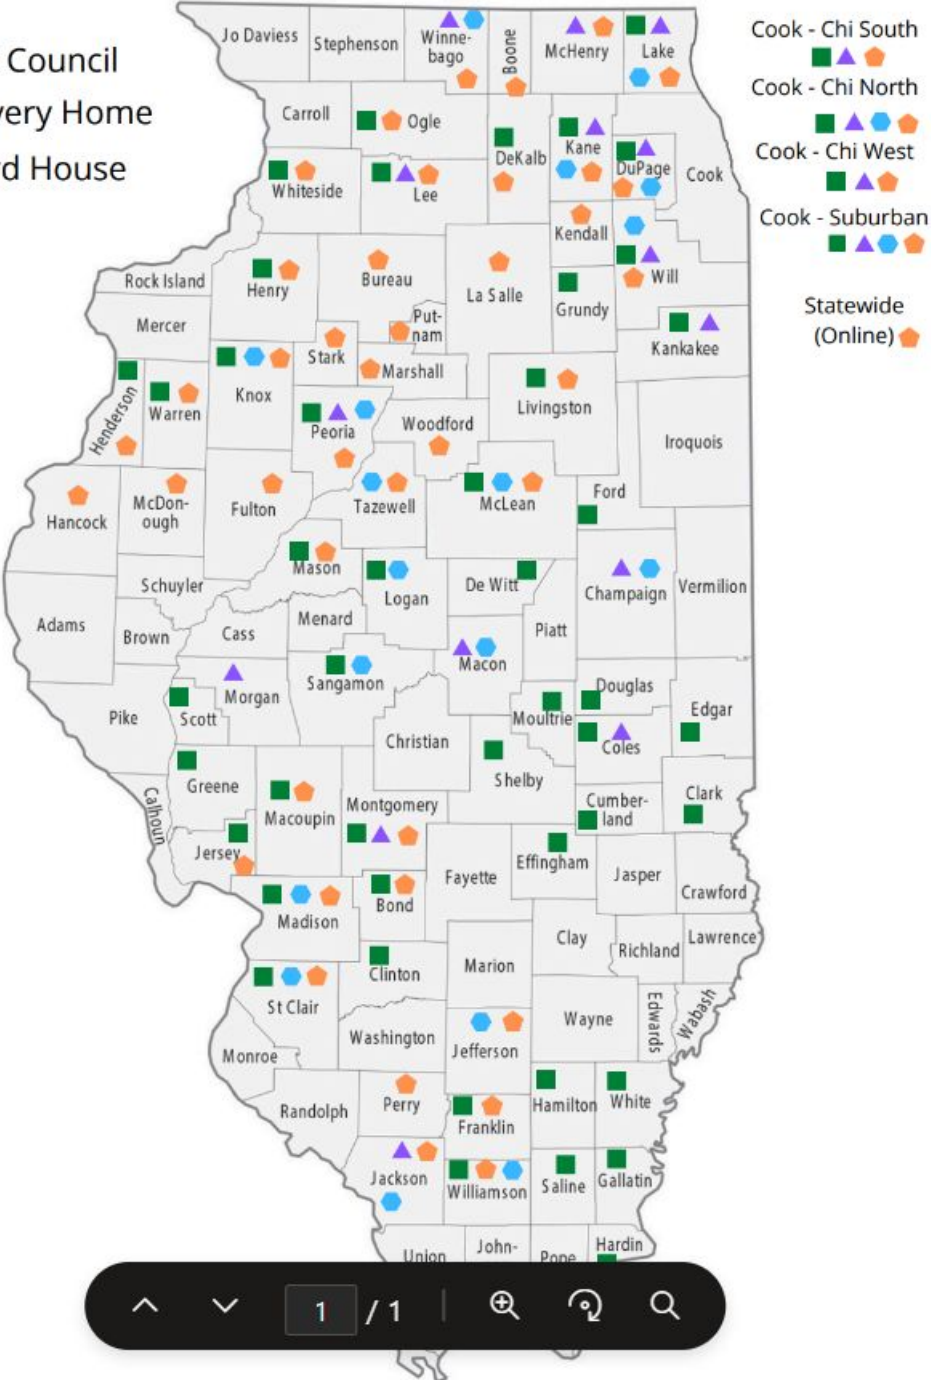 Council
very Home
d House
Cook - Chi South
Cook - Chi North
Cook - Chi West
Cook - Suburban
Statewide
(Online)
Jo Daviess
Stephenson
Winne-
bago
Boone
McHenry
Lake
Carroll
Ogle
DeKalb
Kane
DuPage
Cook
Whiteside
Lee
Kendall
Will
Rock Island
Henry
Bureau
La Salle
Grundy
Mercer
Put-
nam
Kankakee
Stark
Marshall
Knox
Henderson
Warren
Peoria
Woodford
Livingston
Iroquois
Hancock
McDon-
ough
Fulton
Tazewell
McLean
Ford
Mason
Schuyler
Logan
De Witt
Champaign
Vermilion
Adams
Brown
Cass
Menard
Piatt
Macon
Sangamon
Morgan
Scott
Pike
Douglas
Moultrie
Edgar
Christian
Coles
Shelby
Greene
Calhoun
Macoupin
Montgomery
Cumber-
land
Clark
Jersey
Effingham
Fayette
Jasper
Crawford
Bond
Madison
Clay
Richland
Lawrence
Clinton
Marion
St Clair
Wayne
Edwards
Wabash
Washington
Jefferson
Monroe
Randolph
Perry
Hamilton
White
Franklin
Jackson
Williamson
Saline
Gallatin
Union
John-
Pope
Hardin
1 / 1